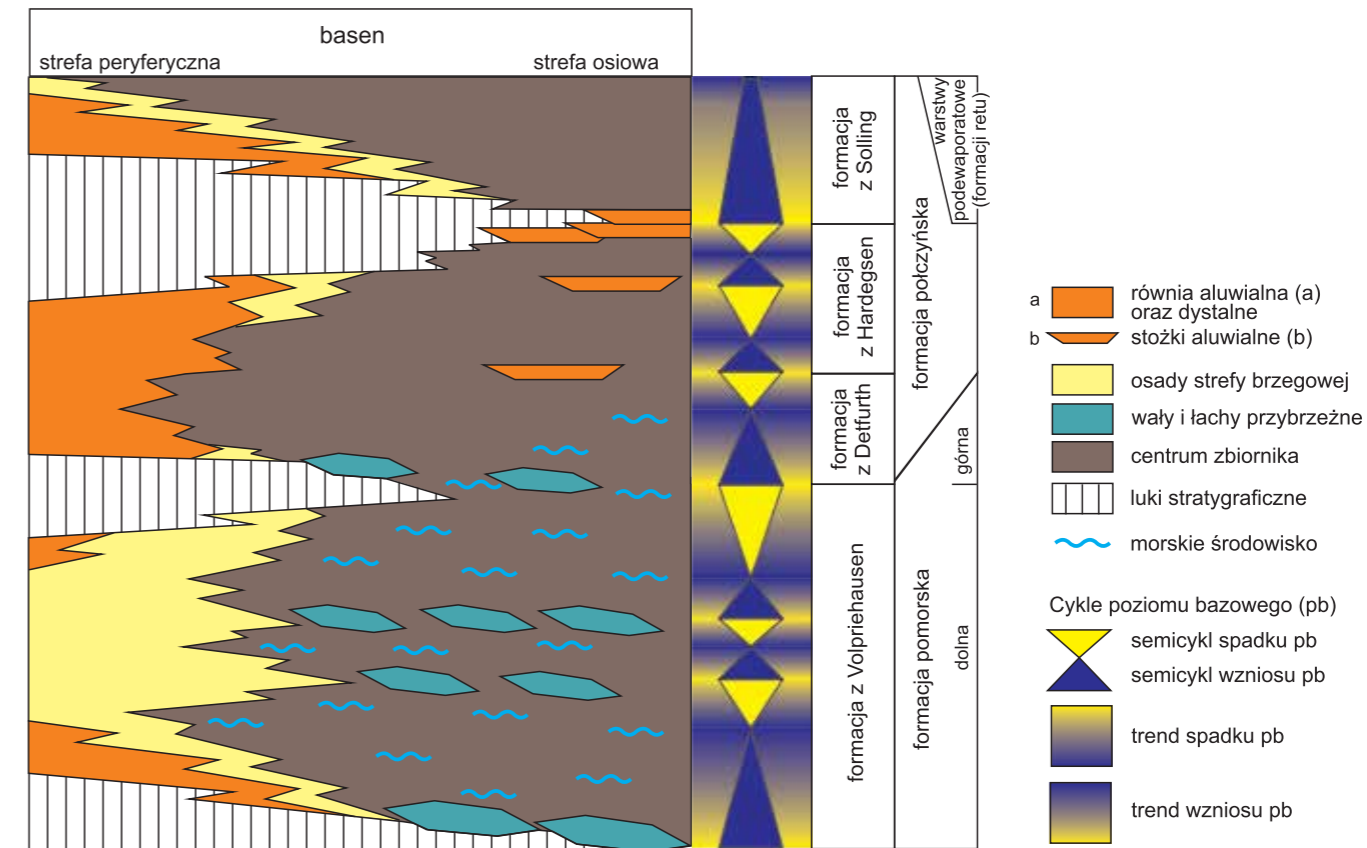 basen
strefa peryferyczna
strefa osiowa
formacja
z Solling
formacja
z Hardegsen
formacja
z Detfurth
formacja z Volpriehausen
formacja połczyńska
formacja pomorska
warstwy
podewaporatowe
(formacji retu)
górna
dolna
a
równia aluwialna (a)
oraz dystalne
b
stożki aluwialne (b)
osady strefy brzegowej
wały i łachy przybrzeżne
centrum zbiornika
luki stratygraficzne
morskie środowisko
Cykle poziomu bazowego (pb)
semicykl spadku pb
semicykl wzniosu pb
trend spadku pb
trend wzniosu pb